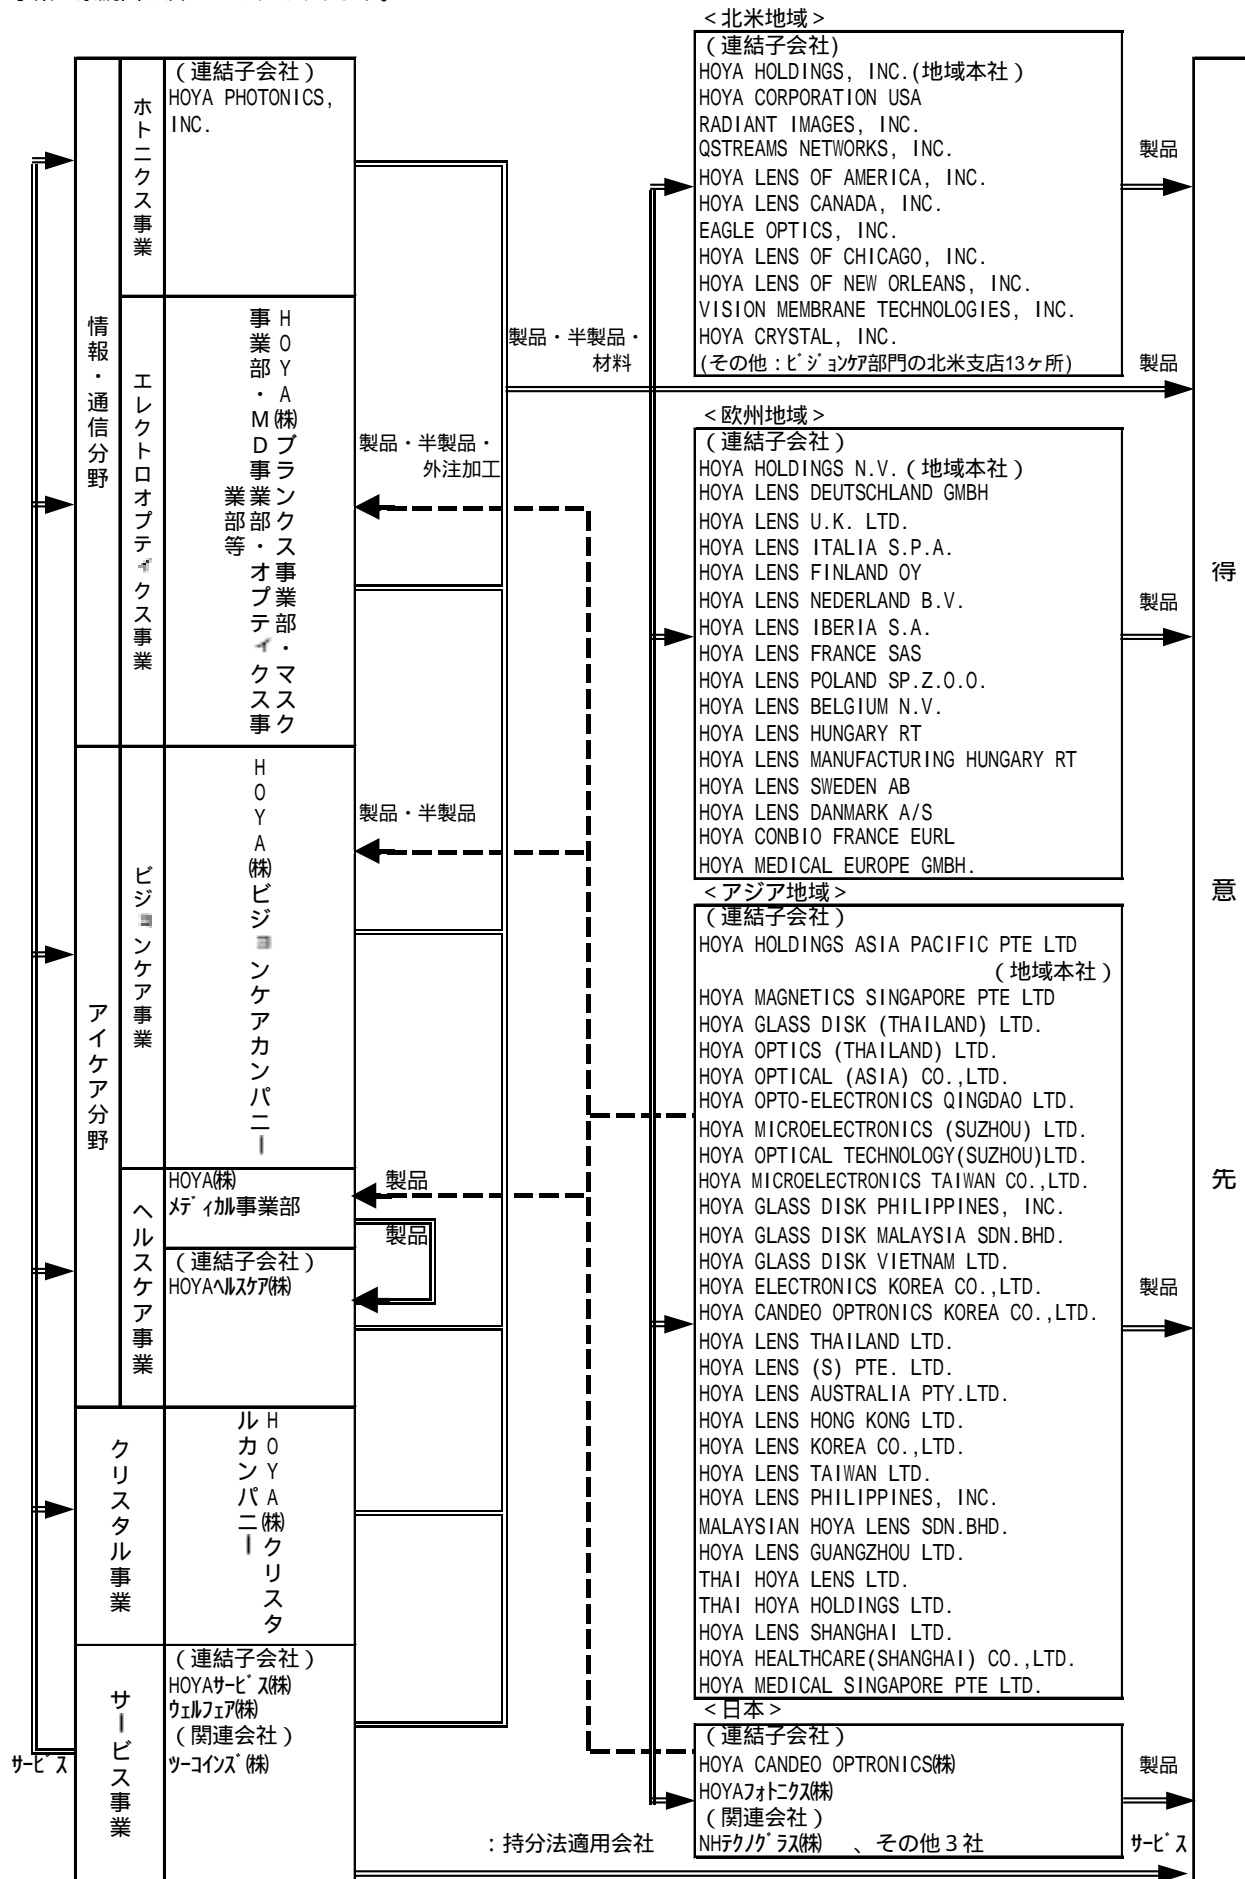 情報・通信分野
ホトニクス事業
(連結子会社)
HOYA PHOTONICS,
INC.
エレクトロオプティクス事業
HOYA㈱ブランクス事業部・マスク
事業部・MD事業部・オプティクス事
業部等
アイケア分野
ビジョンケア事業
HOYA㈱ビジョンケアカンパニー
ヘルスケア事業
HOYA㈱
メディカル事業部
(連結子会社)
HOYAヘルスケア㈱
クリスタル事業
HOYA㈱クリスタ
ルカンパニー
サービス事業
(連結子会社)
HOYAサービス㈱
ウェルフェア㈱
(関連会社)
ツーコインズ㈱
サービス
製品・半製品・
外注加工
製品・半製品
製品
製品
製品・半製品・
材料
<北米地域>
(連結子会社)
HOYA HOLDINGS, INC.(地域本社)
HOYA CORPORATION USA
RADIANT IMAGES, INC.
QSTREAMS NETWORKS, INC.
HOYA LENS OF AMERICA, INC.
HOYA LENS CANADA, INC.
EAGLE OPTICS, INC.
HOYA LENS OF CHICAGO, INC.
HOYA LENS OF NEW ORLEANS, INC.
VISION MEMBRANE TECHNOLOGIES, INC.
HOYA CRYSTAL, INC.
(その他:ビジョンケア部門の北米支店13ヶ所)
製品
製品
<欧州地域>
(連結子会社)
HOYA HOLDINGS N.V.(地域本社)
HOYA LENS DEUTSCHLAND GMBH
HOYA LENS U.K. LTD.
HOYA LENS ITALIA S.P.A.
HOYA LENS FINLAND OY
HOYA LENS NEDERLAND B.V.
HOYA LENS IBERIA S.A.
HOYA LENS FRANCE SAS
HOYA LENS POLAND SP.Z.O.O.
HOYA LENS BELGIUM N.V.
HOYA LENS HUNGARY RT
HOYA LENS MANUFACTURING HUNGARY RT
HOYA LENS SWEDEN AB
HOYA LENS DANMARK A/S
HOYA CONBIO FRANCE EURL
HOYA MEDICAL EUROPE GMBH.
製品
<アジア地域>
(連結子会社)
HOYA HOLDINGS ASIA PACIFIC PTE LTD
(地域本社)
HOYA MAGNETICS SINGAPORE PTE LTD
HOYA GLASS DISK (THAILAND) LTD.
HOYA OPTICS (THAILAND) LTD.
HOYA OPTICAL (ASIA) CO.,LTD.
HOYA OPTO-ELECTRONICS QINGDAO LTD.
HOYA MICROELECTRONICS (SUZHOU) LTD.
HOYA OPTICAL TECHNOLOGY(SUZHOU)LTD.
HOYA MICROELECTRONICS TAIWAN CO.,LTD.
HOYA GLASS DISK PHILIPPINES, INC.
HOYA GLASS DISK MALAYSIA SDN.BHD.
HOYA GLASS DISK VIETNAM LTD.
HOYA ELECTRONICS KOREA CO.,LTD.
HOYA CANDEO OPTRONICS KOREA CO.,LTD.
HOYA LENS THAILAND LTD.
HOYA LENS (S) PTE. LTD.
HOYA LENS AUSTRALIA PTY.LTD.
HOYA LENS HONG KONG LTD.
HOYA LENS KOREA CO.,LTD.
HOYA LENS TAIWAN LTD.
HOYA LENS PHILIPPINES, INC.
MALAYSIAN HOYA LENS SDN.BHD.
HOYA LENS GUANGZHOU LTD.
THAI HOYA LENS LTD.
THAI HOYA HOLDINGS LTD.
HOYA LENS SHANGHAI LTD.
HOYA HEALTHCARE(SHANGHAI) CO.,LTD.
HOYA MEDICAL SINGAPORE PTE LTD.
製品
<日本>
(連結子会社)
HOYA CANDEO OPTRONICS㈱
HOYAフォトニクス㈱
(関連会社)
NHテクノグラス㈱ 、その他3社
製品
サービス
:持分法適用会社
得意先